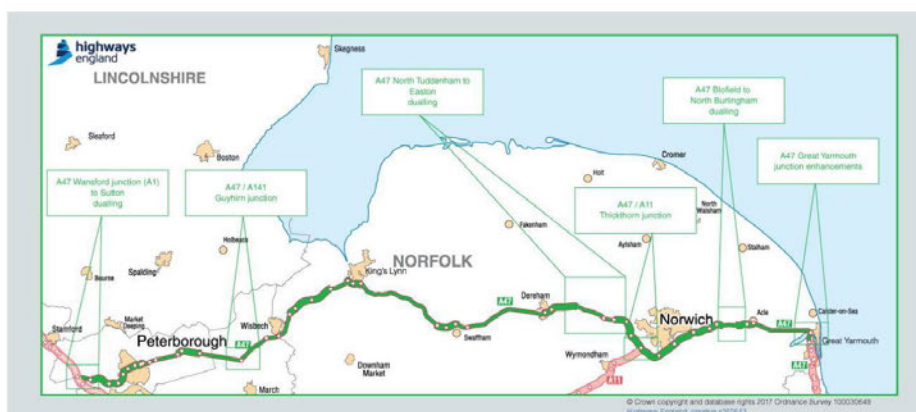 highways
england
Skegness
LINCOLNSHIRE
A47 North Tuddenham to
Easton
dualling
A47 Blofield to
North Burlingham
dualling
Sleaford
Boston
A47 Great Yarmouth
junction enhancements
Cromer
Holt
A47 Wansford junction (A1)
to Sutton
dualling
A47 / A141
Guyhirn junction
A47 / A11
Thickthorn junction
North
Walsham
Fakenham
Holbeach
Aylsham
Stalham
NORFOLK
Spalding
Bourne
King's Lynn
Dereham
A47
Market
Deeping
Wisbech
Norwich
Acle
Caister-on-Sea
Stamford
Peterborough
A47
Swaffham
A47
Great Yarmouth
Wymondham
Downham
Market
A47
March
A11
© Crown copyright and database rights 2017 Ordnance Survey 100030649